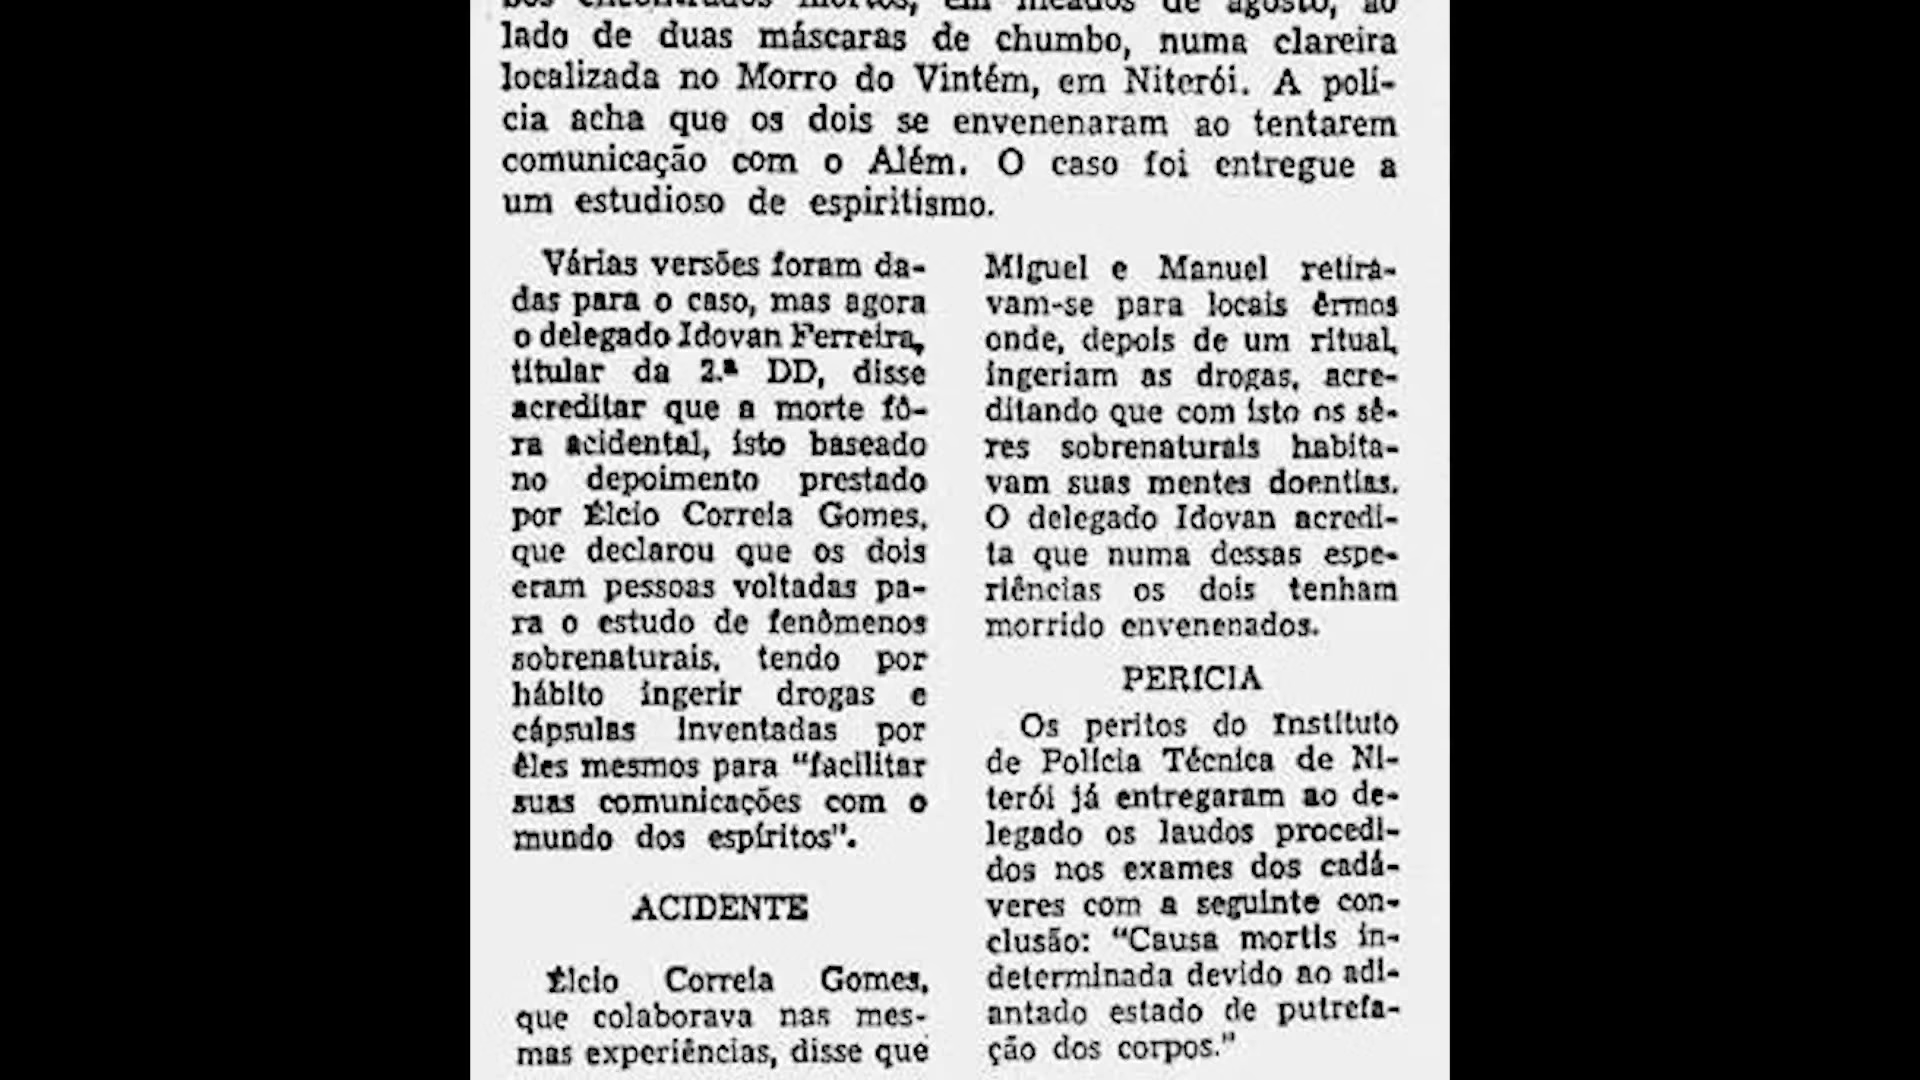 bos encontrados mortos, em meados de agosto, ao
lado de duas máscaras de chumbo, numa clareira
localizada no Morro do Vintém, em Niterói. A polí-
cia acha que os dois se envenenaram ao tentarem
comunicação com o Além. O caso foi entregue a
um estudioso de espiritismo.
Várias versões foram da-
das para o caso, mas agora
o delegado Idovan Ferreira,
titular da 2.ª DD, disse
acreditar que a morte fô-
ra acidental, isto baseado
no depoimento prestado
por Élcio Correia Gomes,
que declarou que os dois
eram pessoas voltadas pa-
ra o estudo de fenômenos
sobrenaturais, tendo por
hábito ingerir drogas e
cápsulas inventadas por
êles mesmos para "facilitar
suas comunicações com o
mundo dos espíritos".
ACIDENTE
Élcio Correia Gomes,
que colaborava nas mes-
mas experiências, disse que
Miguel e Manuel retira-
vam-se para locais êrmos
onde, depois de um ritual,
ingeriam as drogas, acre-
ditando que com isto os sê-
res sobrenaturais habita-
vam suas mentes doentias.
O delegado Idovan acredi-
ta que numa dessas expe-
riências os dois tenham
morrido envenenados.
PERÍCIA
Os peritos do Instituto
de Polícia Técnica de Ni-
terói já entregaram ao de-
legado os laudos procedi-
dos nos exames dos cadá-
veres com a seguinte con-
clusão: "Causa mortis in-
determinada devido ao adi-
antado estado de putrefa-
ção dos corpos."